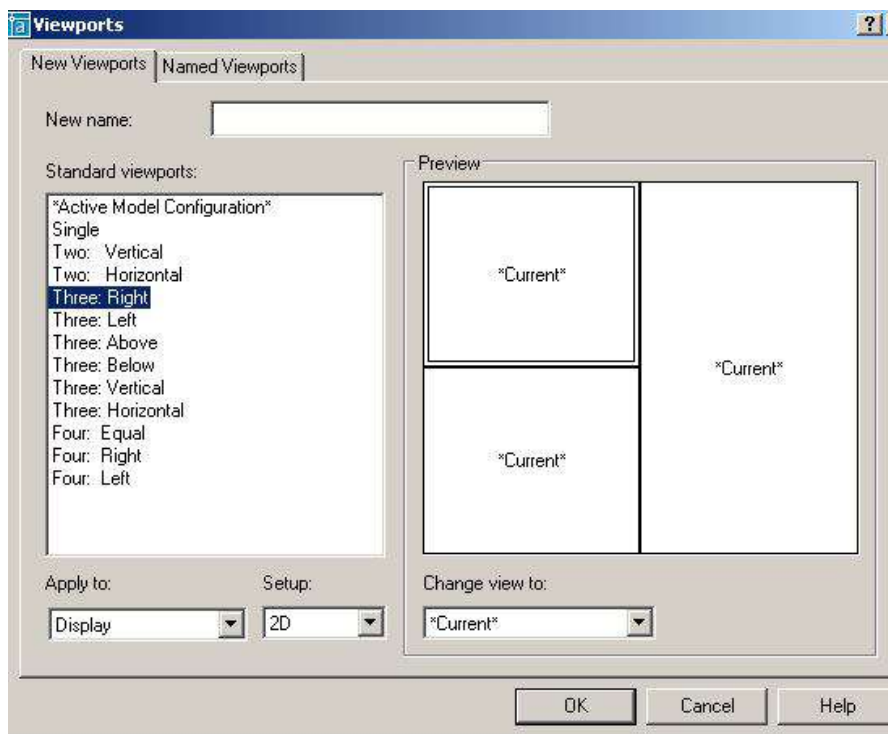 Viewports
?
New Viewports
Named Viewports
New name:
Standard viewports:
*Active Model Configuration*
Single
Two: Vertical
Two: Horizontal
Three: Right
Three: Left
Three: Above
Three: Below
Three: Vertical
Three: Horizontal
Four: Equal
Four: Right
Four: Left
Apply to:
Display
Setup:
2D
Preview
*Current*
*Current*
*Current*
Change view to:
*Current*
OK
Cancel
Help